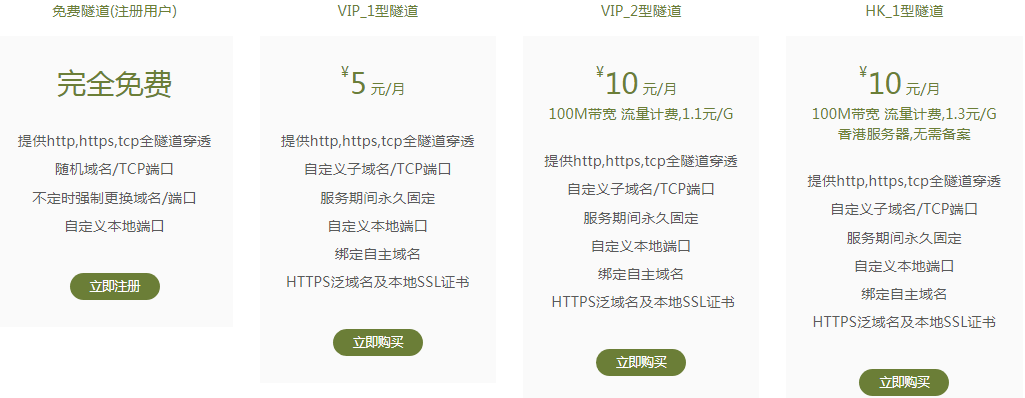 免费隧道(注册用户)
完全免费
提供http,https,tcp全隧道穿透
随机域名/TCP端口
不定时强制更换域名/端口
自定义本地端口
立即注册
VIP_1型隧道
¥5 元/月
提供http,https,tcp全隧道穿透
自定义子域名/TCP端口
服务期间永久固定
自定义本地端口
绑定自主域名
HTTPS泛域名及本地SSL证书
立即购买
VIP_2型隧道
¥10 元/月
100M带宽 流量计费,1.1元/G
提供http,https,tcp全隧道穿透
自定义子域名/TCP端口
服务期间永久固定
自定义本地端口
绑定自主域名
HTTPS泛域名及本地SSL证书
立即购买
HK_1型隧道
¥10 元/月
100M带宽 流量计费,1.3元/G
香港服务器,无需备案
提供http,https,tcp全隧道穿透
自定义子域名/TCP端口
服务期间永久固定
自定义本地端口
绑定自主域名
HTTPS泛域名及本地SSL证书
立即购买